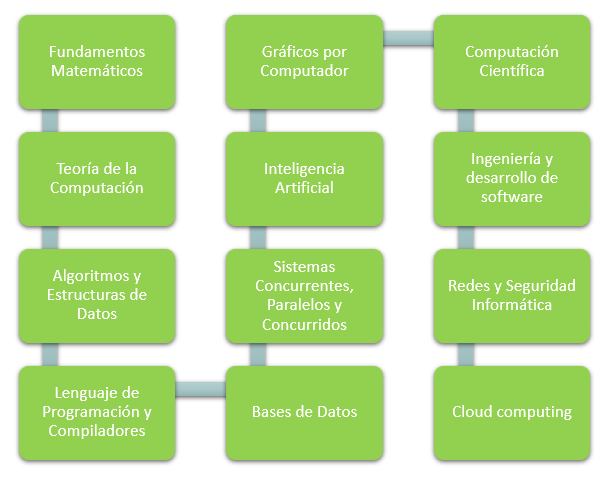 Fundamentos
Matemáticos
Teoría de la
Computación
Algoritmos y
Estructuras de
Datos
Lenguaje de
Programación y
Compiladores
Bases de Datos
Sistemas
Concurrentes,
Paralelos y
Concurridos
Inteligencia
Artificial
Gráficos por
Computador
Computación
Científica
Ingeniería y
desarrollo de
software
Redes y Seguridad
Informática
Cloud computing